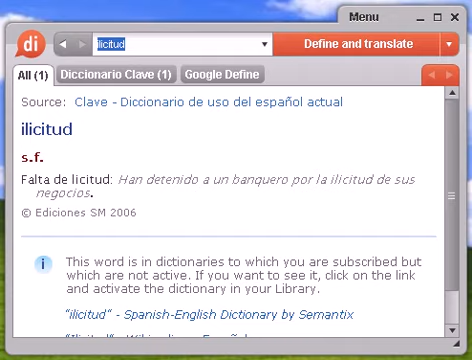 Menu
di
ilicitud
Define and translate
All (1)
Diccionario Clave (1)
Google Define
Source: Clave - Diccionario de uso del español actual
ilicitud
s.f.
Falta de licitud: Han detenido a un banquero por la ilicitud de sus
negocios.
© Ediciones SM 2006
i
This word is in dictionaries to which you are subscribed but
which are not active. If you want to see it, click on the link
and activate the dictionary in your Library.
"ilicitud" - Spanish-English Dictionary by Semantix